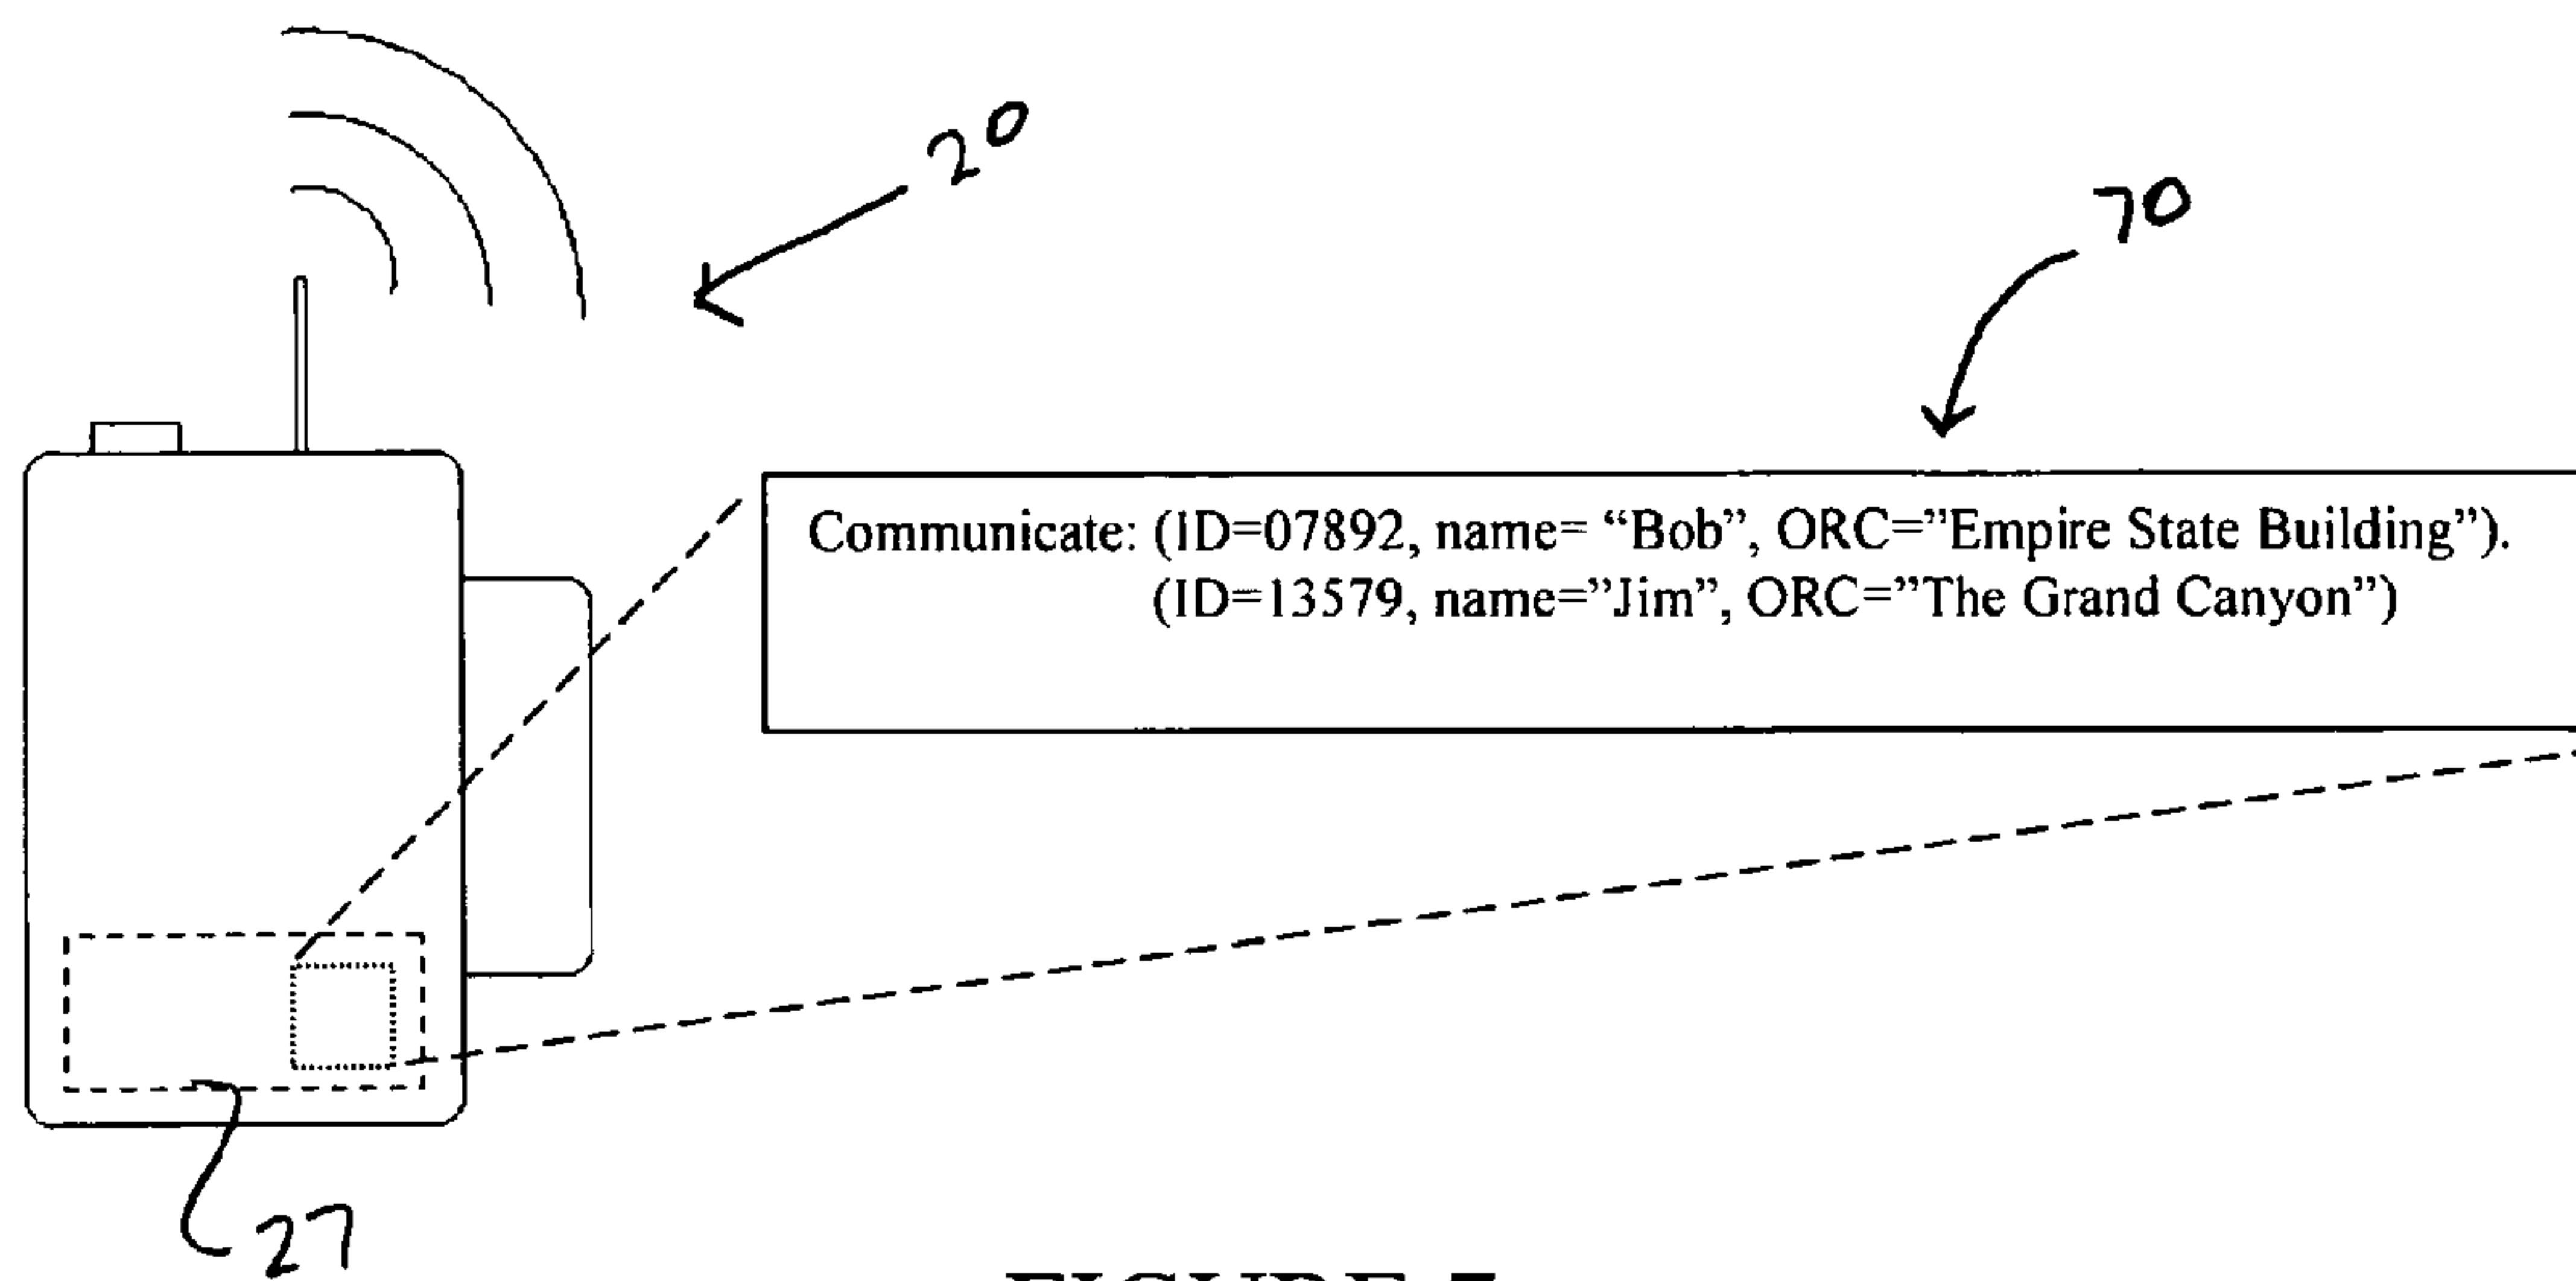 20
70
Communicate: (ID=07892, name= “Bob”, ORC=”Empire State Building”).
(ID=13579, name=”Jim”, ORC=”The Grand Canyon”)
27